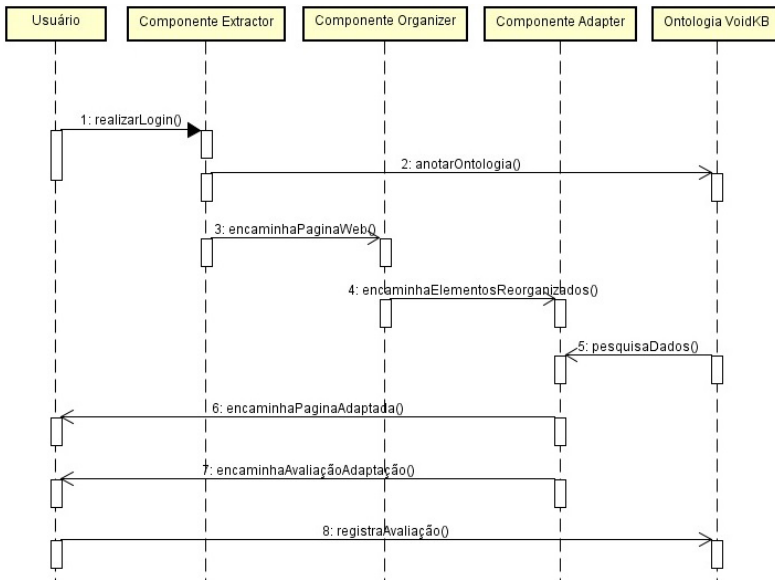 Usuário
Componente Extractor
Componente Organizer
Componente Adapter
Ontologia VoidKB
1: realizarLogin()
2: anotarOntologia()
3: encaminhaPaginaWeb()
4: encaminhaElementosReorganizados()
5: pesquisaDados()
6: encaminhaPaginaAdaptada()
7: encaminhaAvaliaçãoAdaptação()
8: registraAvaliação()